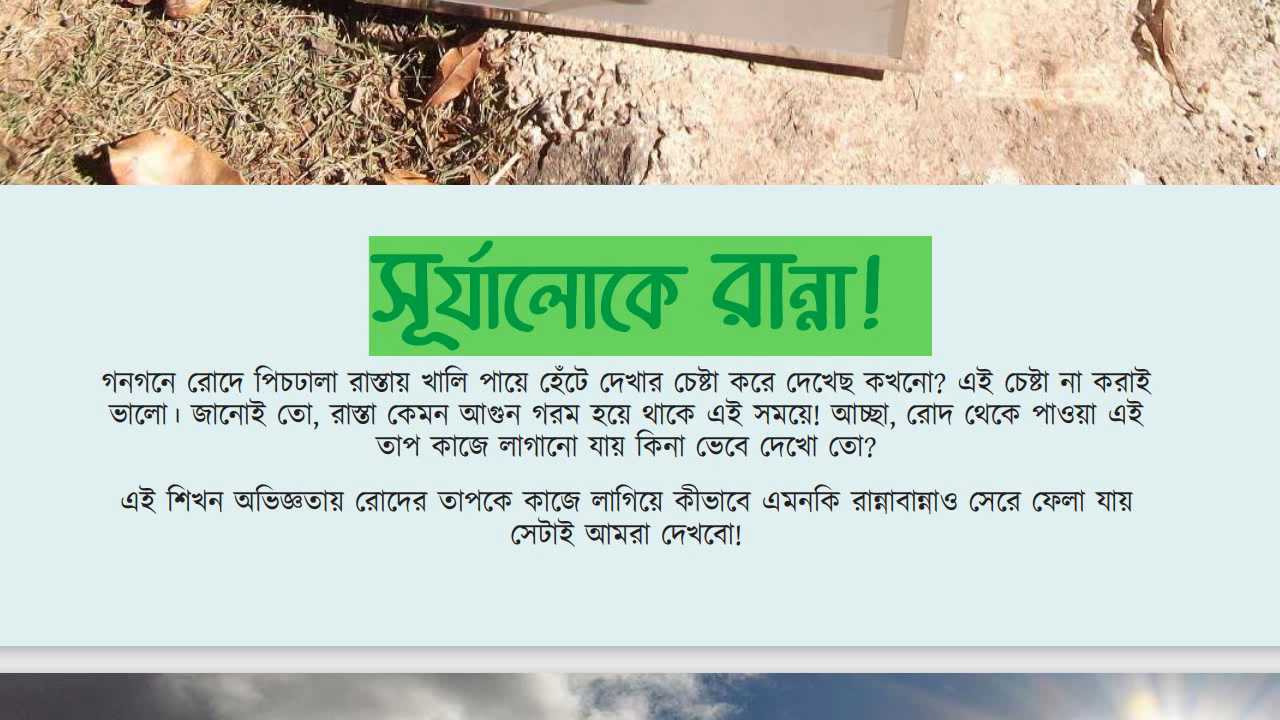 সূর্যালোকে রান্না!
গনগনে রোদে পিচঢালা রাস্তায় খালি পায়ে হেঁটে দেখার চেষ্টা করে দেখেছ কখনো? এই চেষ্টা না করাই
ভালো। জানোই তো, রাস্তা কেমন আগুন গরম হয়ে থাকে এই সময়ে! আচ্ছা, রোদ থেকে পাওয়া এই
তাপ কাজে লাগানো যায় কিনা ভেবে দেখো তো?
এই শিখন অভিজ্ঞতায় রোদের তাপকে কাজে লাগিয়ে কীভাবে এমনকি রান্নাবান্নাও সেরে ফেলা যায়
সেটাই আমরা দেখবো!